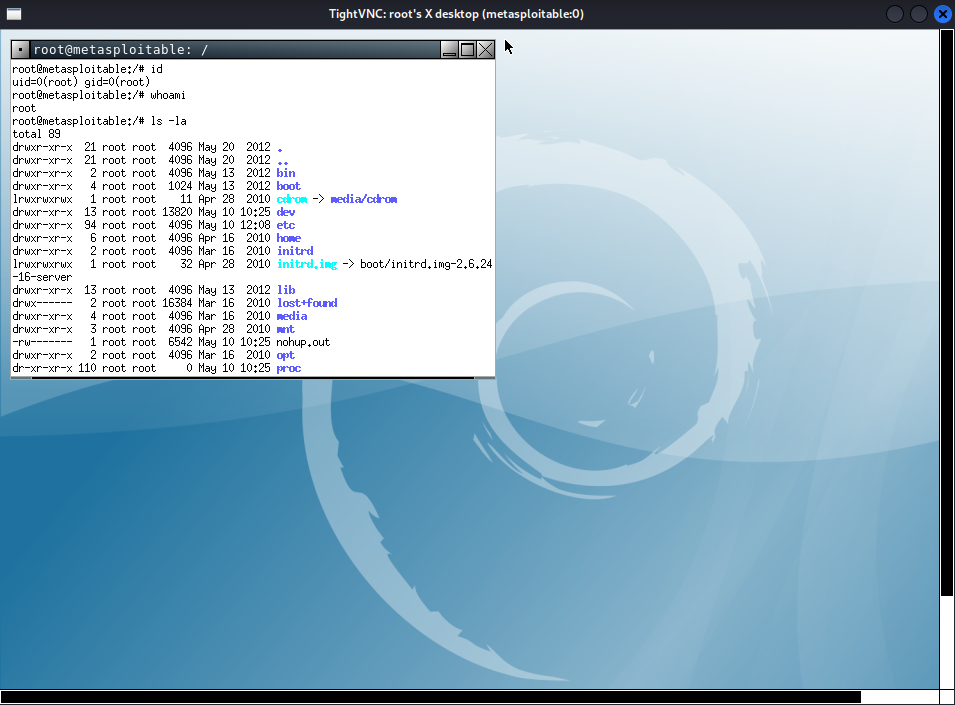 TightVNC: root's X desktop (metasploitable:0)
root@metasploitable: /
root@metasploitable:/# id
uid=0(root) gid=0(root)
root@metasploitable:/# whoami
root
root@metasploitable:/# ls -la
total 89
drwxr-xr-x  21 root root  4096 May 20  2012 .
drwxr-xr-x  21 root root  4096 May 20  2012 ..
drwxr-xr-x   2 root root  4096 May 13  2012 bin
drwxr-xr-x   4 root root  1024 May 13  2012 boot
lrwxrwxrwx   1 root root    11 Apr 28  2010 cdrom -> media/cdrom
drwxr-xr-x  13 root root 13820 May 10 10:25 dev
drwxr-xr-x  94 root root  4096 May 10 12:08 etc
drwxr-xr-x   6 root root  4096 Apr 16  2010 home
drwxr-xr-x   2 root root  4096 Mar 16  2010 initrd
lrwxrwxrwx   1 root root    32 Apr 28  2010 initrd.img -> boot/initrd.img-2.6.24
-16-server
drwxr-xr-x  13 root root  4096 May 13  2012 lib
drwx------   2 root root 16384 Mar 16  2010 lost+found
drwxr-xr-x   4 root root  4096 Mar 16  2010 media
drwxr-xr-x   3 root root  4096 Apr 28  2010 mnt
-rw-------   1 root root  6542 May 10 10:25 nohup.out
drwxr-xr-x   2 root root  4096 Mar 16  2010 opt
dr-xr-xr-x 110 root root     0 May 10 10:25 proc